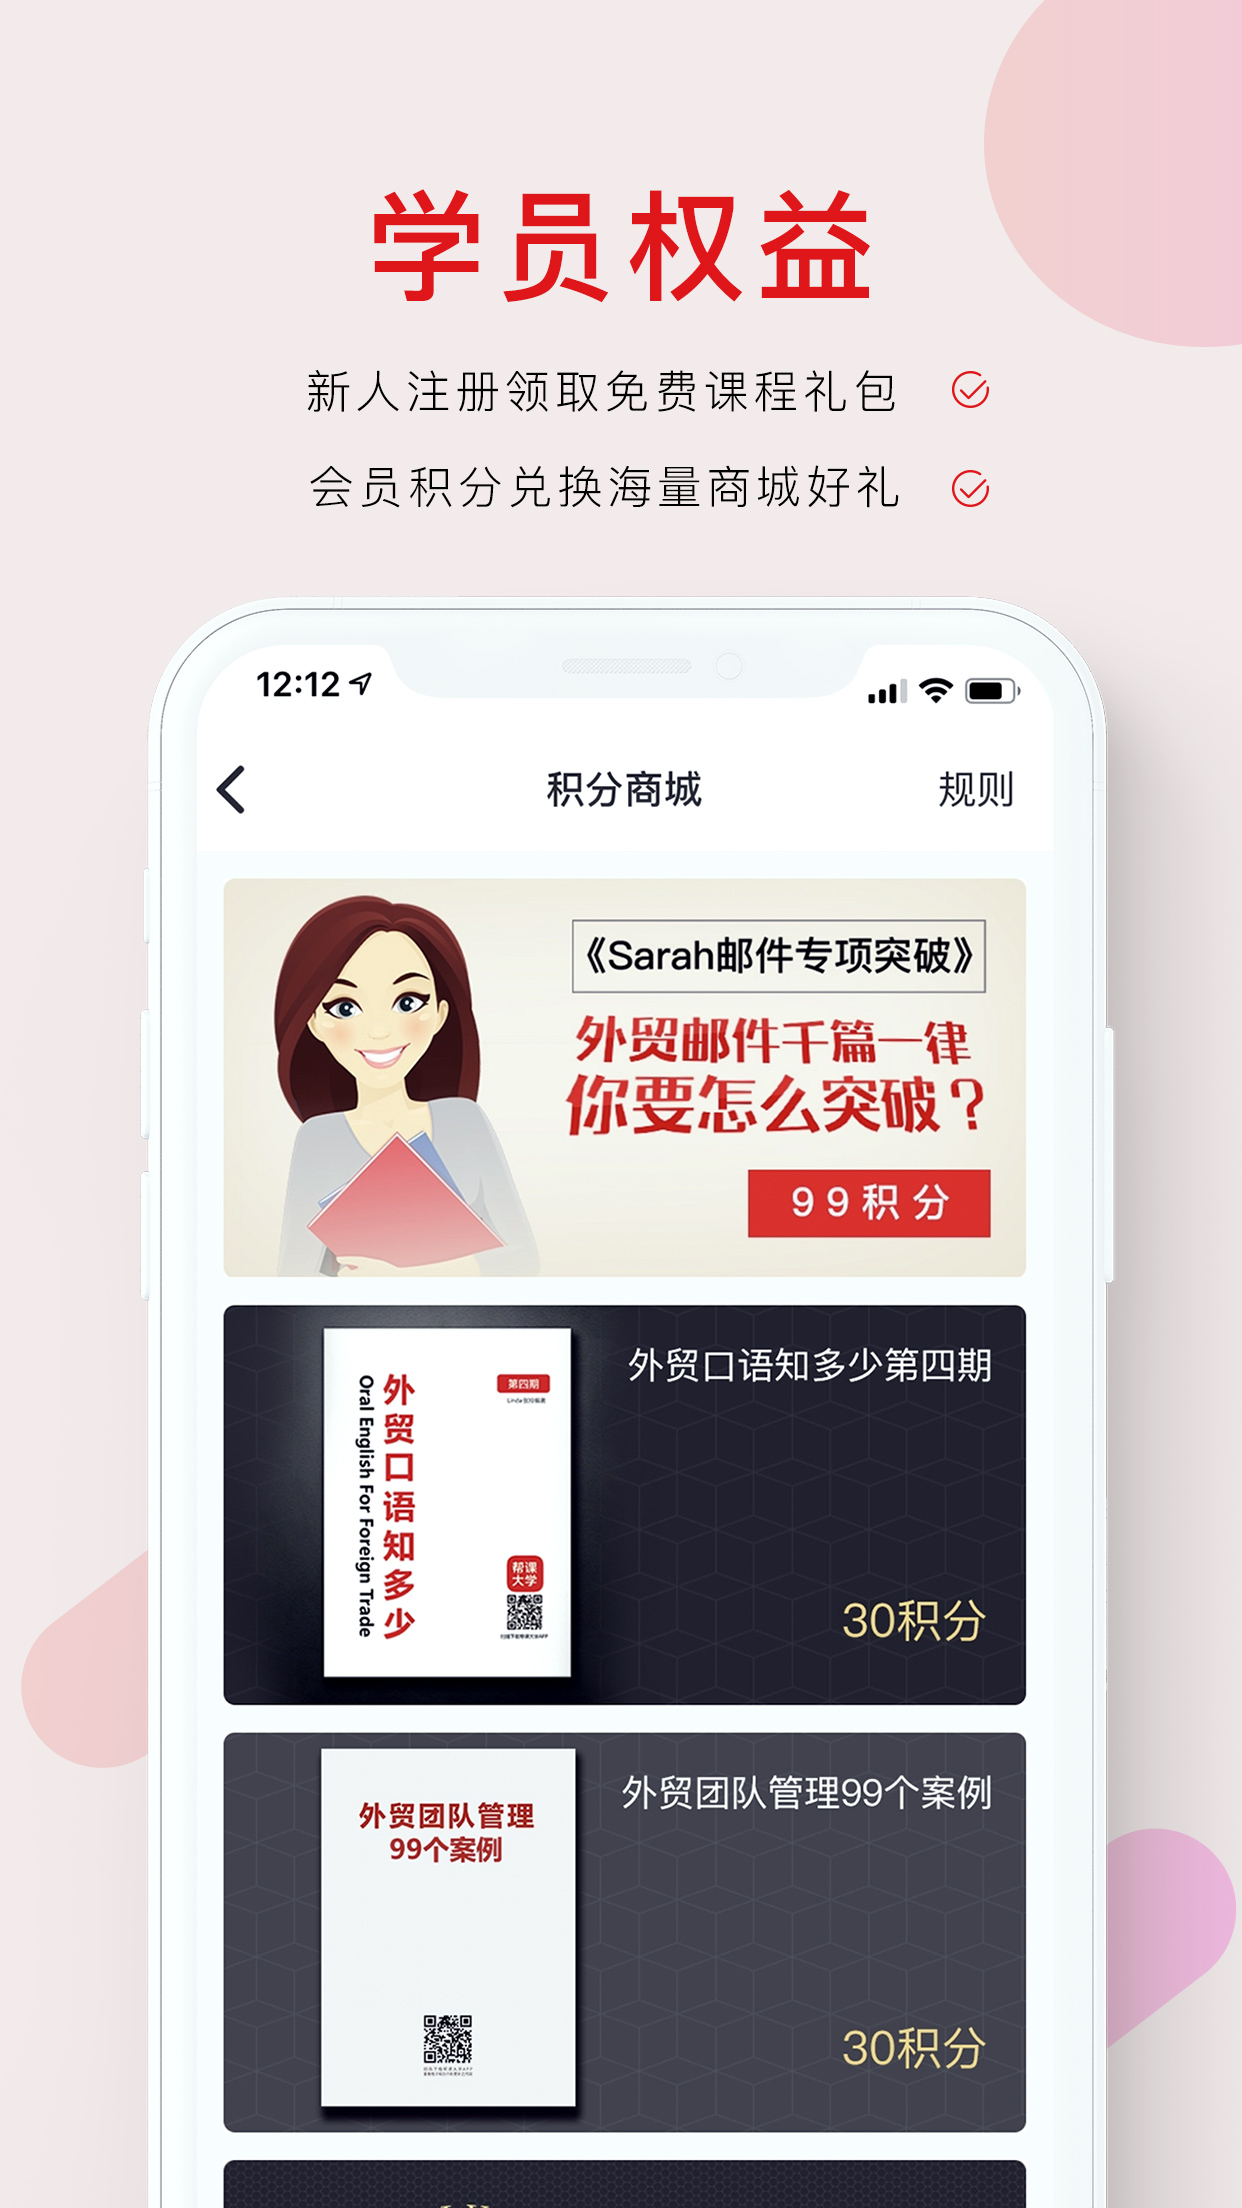 学员权益
新人注册领取免费课程礼包
会员积分兑换海量商城好礼
12:12
积分商城
规则
《Sarah邮件专项突破》
外贸邮件千篇一律
你要怎么突破？
99积分
外贸口语知多少第四期
外贸口语知多少
Oral English For Foreign Trade
第四期
帮课
大学
30积分
外贸团队管理99个案例
外贸团队管理
99个案例
30积分